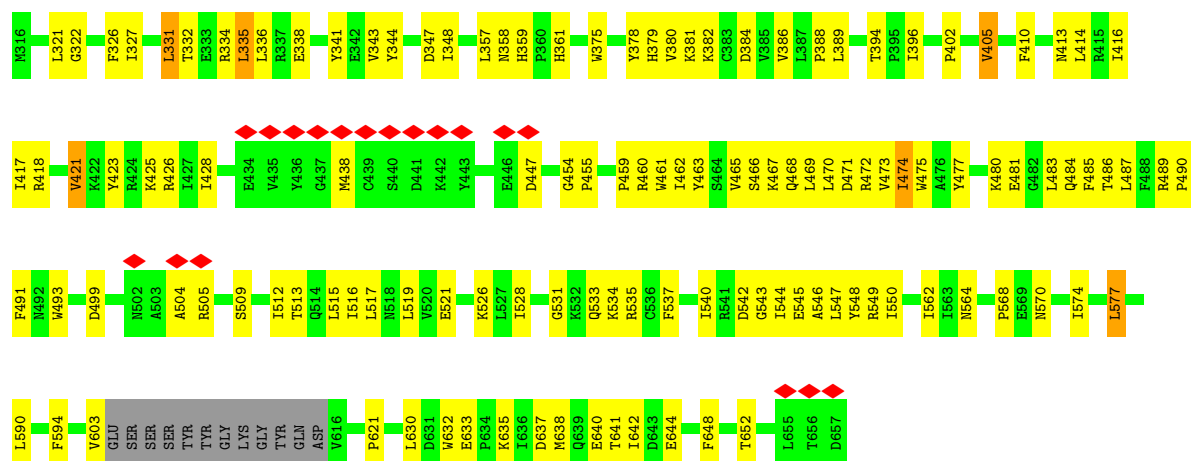 M316 L321 G322 F326 I327 L331 T332 E333 R334 L335 L336 R337 E338 Y341 E342 V343 Y344 D347 I348 L357 N358 H359 P360 H361 W375 Y378 H379 V380 K381 K382 C383 D384 V385 V386 L387 P388 L389 T394 P395 I396 P402 V405 F410 N413 L414 R415 I416
I417 R418 V421 K422 Y423 R424 K425 R426 I427 I428 E434 V435 Y436 G437 M438 C439 S440 D441 K442 Y443 E446 D447 G454 P455 P459 R460 W461 I462 Y463 S464 V465 S466 K467 Q468 L469 L470 D471 R472 V473 I474 W475 A476 Y477 K480 E481 G482 L483 Q484 F485 T486 L487 F488 R489 P490
F491 N492 W493 D499 N502 A503 A504 R505 S509 I512 T513 Q514 L515 I516 L517 N518 L519 V520 E521 K526 L527 I528 G531 K532 Q533 K534 R535 C536 F537 I540 R541 D542 G543 I544 E545 A546 L547 Y548 R549 I550 I562 I563 N564 P568 E569 N570 I574 L577
L590 F594 V603 GLU SER SER SER TYR TYR GLY LYS GLY TYR GLN ASP V616 P621 L630 D631 W632 E633 P634 K635 I636 D637 M638 Q639 E640 T641 I642 D643 E644 F648 T652 L655 T656 D657